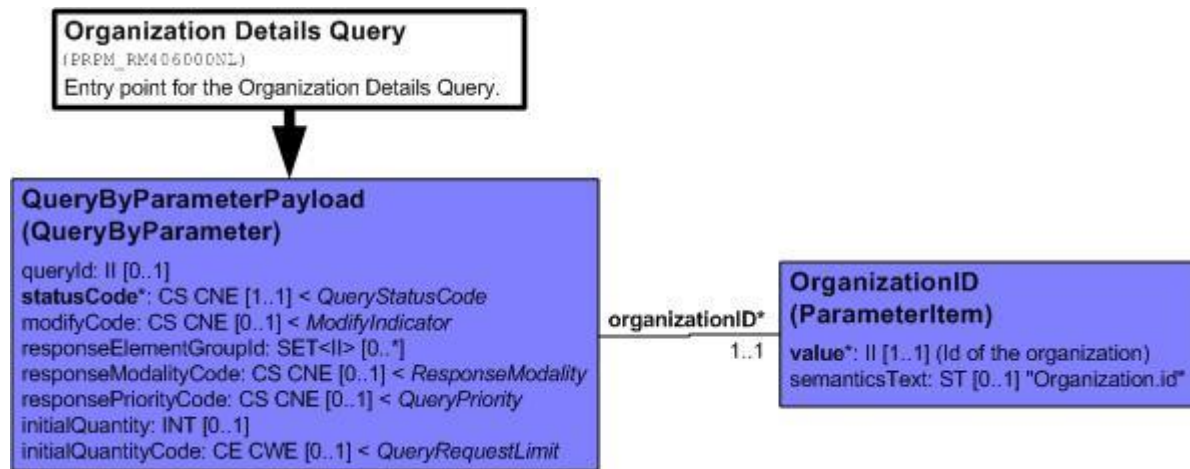 Organization Details Query
(PRPM_RM406000NL)
Entry point for the Organization Details Query.
QueryByParameterPayload
(QueryByParameter)
queryId: II [0..1]
statusCode*: CS CNE [1..1] < QueryStatusCode
modifyCode: CS CNE [0..1] < ModifyIndicator
responseElementGroupId: SET<II> [0..*]
responseModalityCode: CS CNE [0..1] < ResponseModality
responsePriorityCode: CS CNE [0..1] < QueryPriority
initialQuantity: INT [0..1]
initialQuantityCode: CE CWE [0..1] < QueryRequestLimit
organizationID*
1..1
OrganizationID
(ParameterItem)
value*: II [1..1] (Id of the organization)
semanticsText: ST [0..1] "Organization.id"